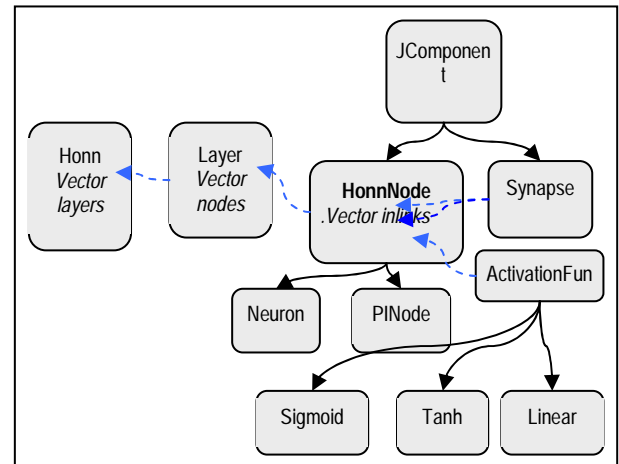 JComponen
t
Honn
Vector
layers
Layer
Vector
nodes
HonnNode
.Vector inlinks
Synapse
ActivationFun
Neuron
PINode
Sigmoid
Tanh
Linear